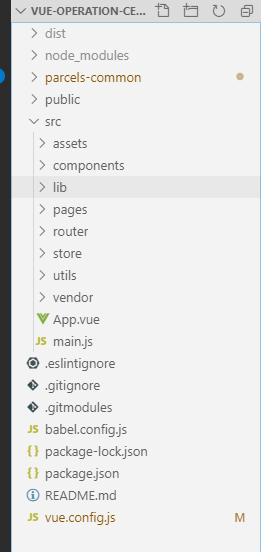 VUE-OPERATION-CE...
dist
node_modules
parcels-common
public
src
assets
components
lib
pages
router
store
utils
vendor
App.vue
JS main.js
.eslintignore
.gitignore
.gitmodules
JS babel.config.js
{ } package-lock.json
{ } package.json
README.md
JS vue.config.js M